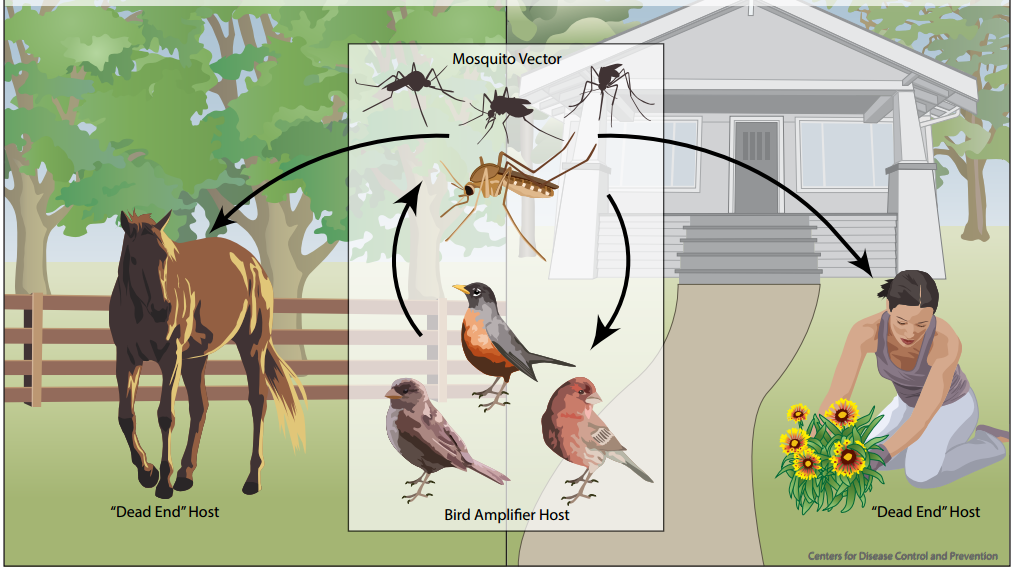 Mosquito Vector
"Dead End" Host
Bird Amplifier Host
"Dead End" Host
Centers for Disease Control and Prevention